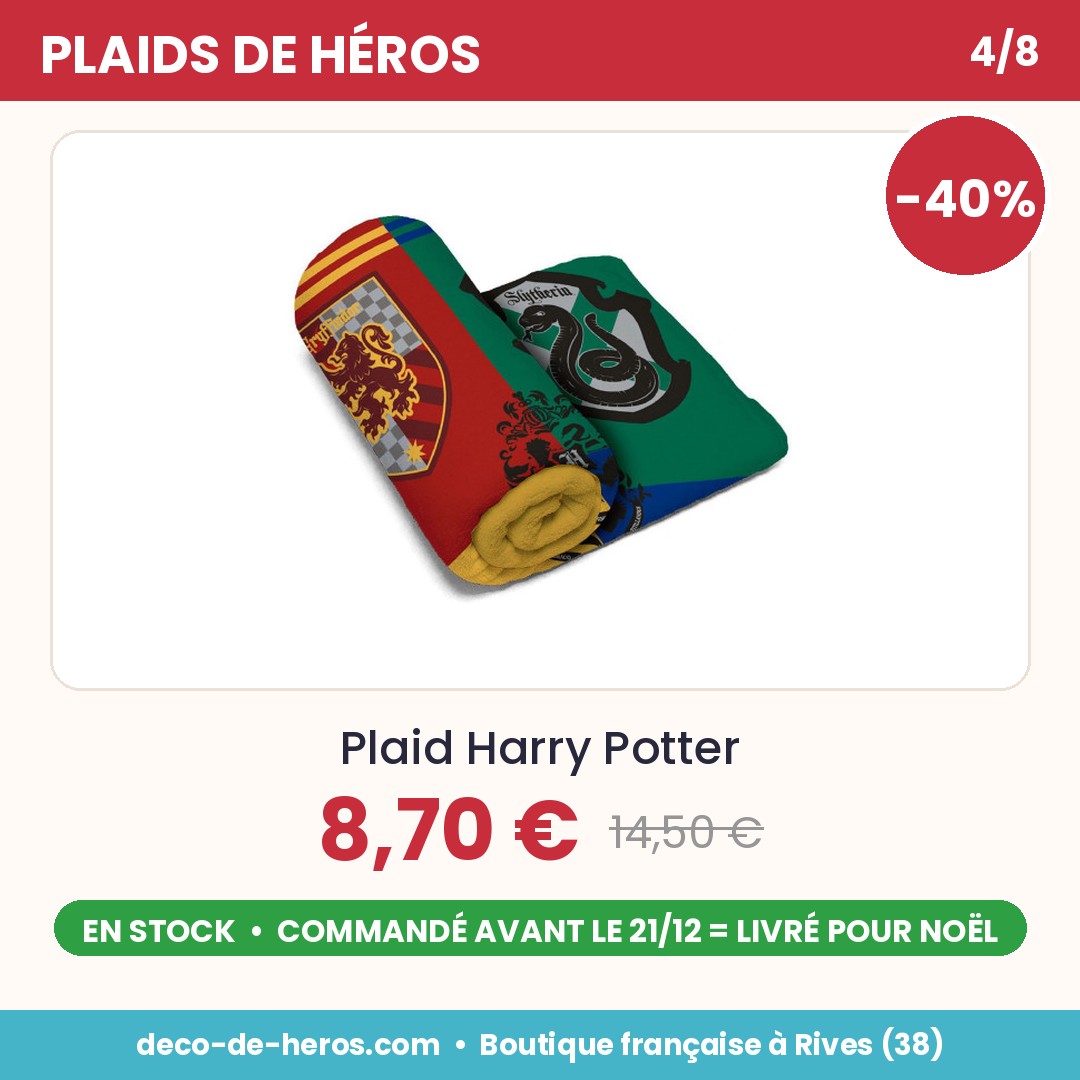 PLAIDS DE HÉROS
4/8
-40%
Gryffindor
Slytherin
H
Plaid Harry Potter
8,70 € 14,50 €
EN STOCK • COMMANDÉ AVANT LE 21/12 = LIVRÉ POUR NOËL
deco-de-heros.com • Boutique française à Rives (38)